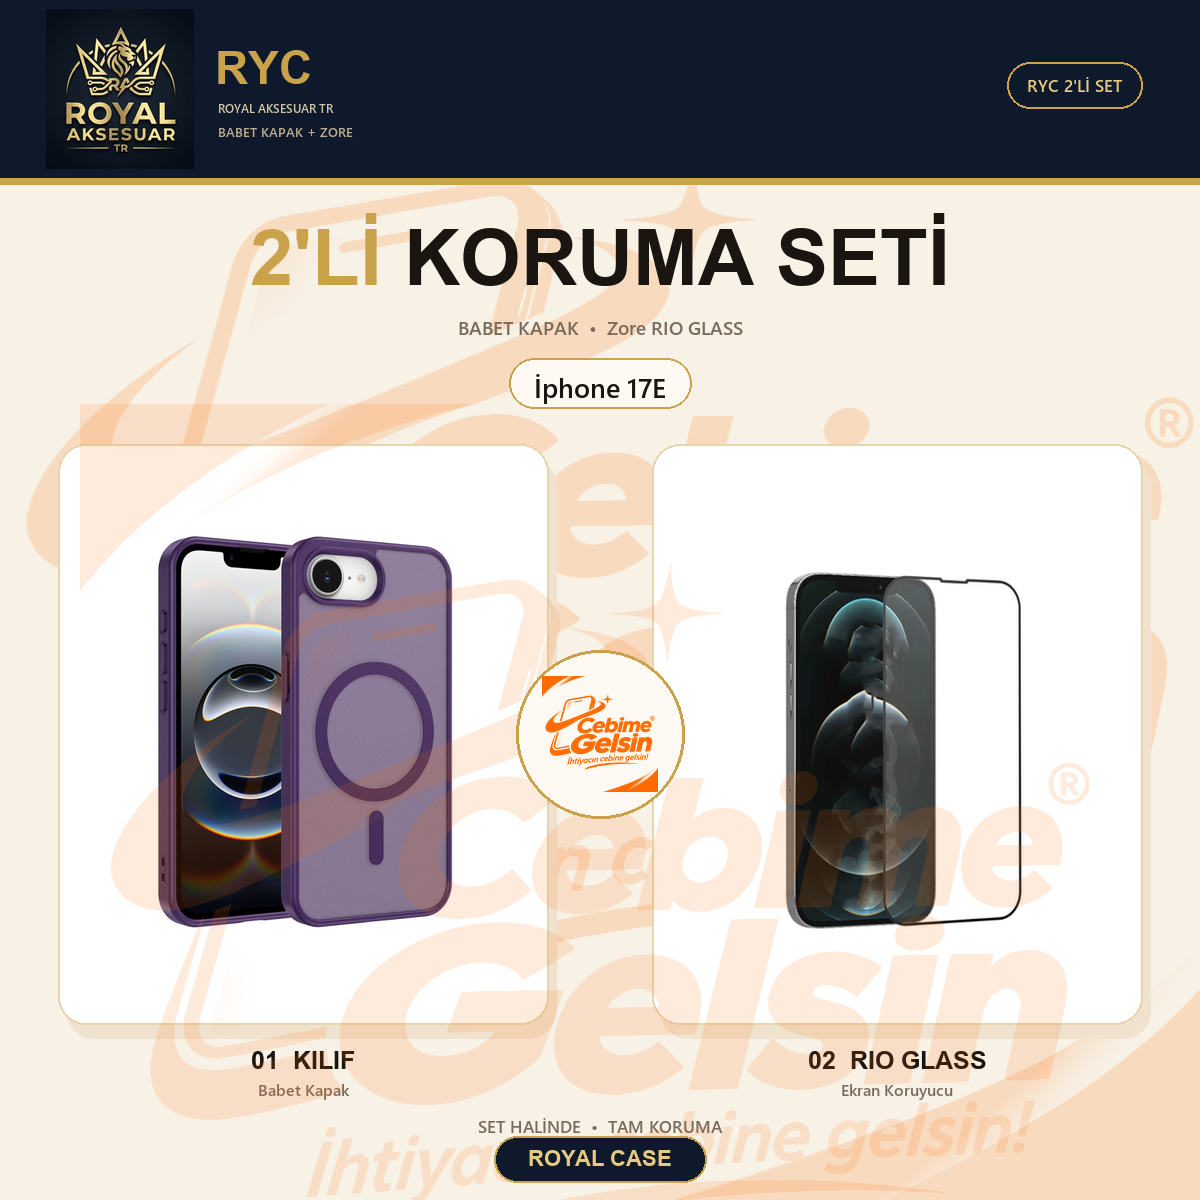 ROYAL
AKSESUAR
TR
RYC
ROYAL AKSESUAR TR
BABET KAPAK + ZORE
RYC 2'Lİ SET
2'Lİ KORUMA SETİ
BABET KAPAK • Zore RIO GLASS
İphone 17E
Cebime
Gelsin
İhtiyacın cebine gelsin!
®
Cebime®
Gelsin
01 KILIF
Babet Kapak
02 RIO GLASS
Ekran Koruyucu
SET HALİNDE • TAM KORUMA
ROYAL CASE